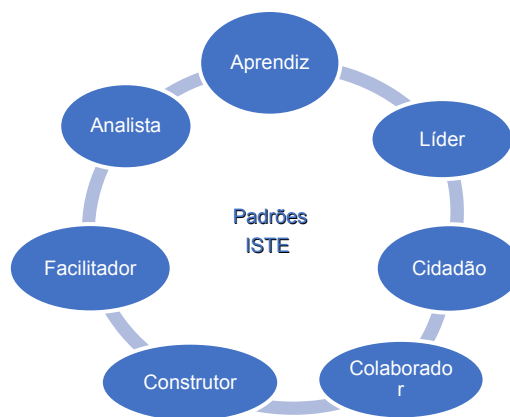 Aprendiz
Líder
Cidadão
Colaborado
r
Construtor
Facilitador
Analista
Padrões
ISTE